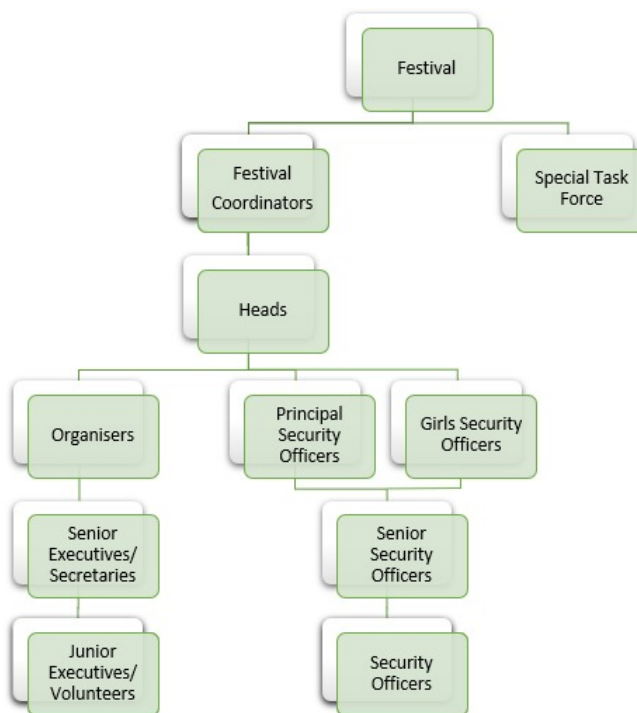 Festival
Festival
Coordinators
Special Task
Force
Heads
Organisers
Principal
Security
Officers
Girls Security
Officers
Senior
Executives/
Secretaries
Senior
Security
Officers
Junior
Executives/
Volunteers
Security
Officers